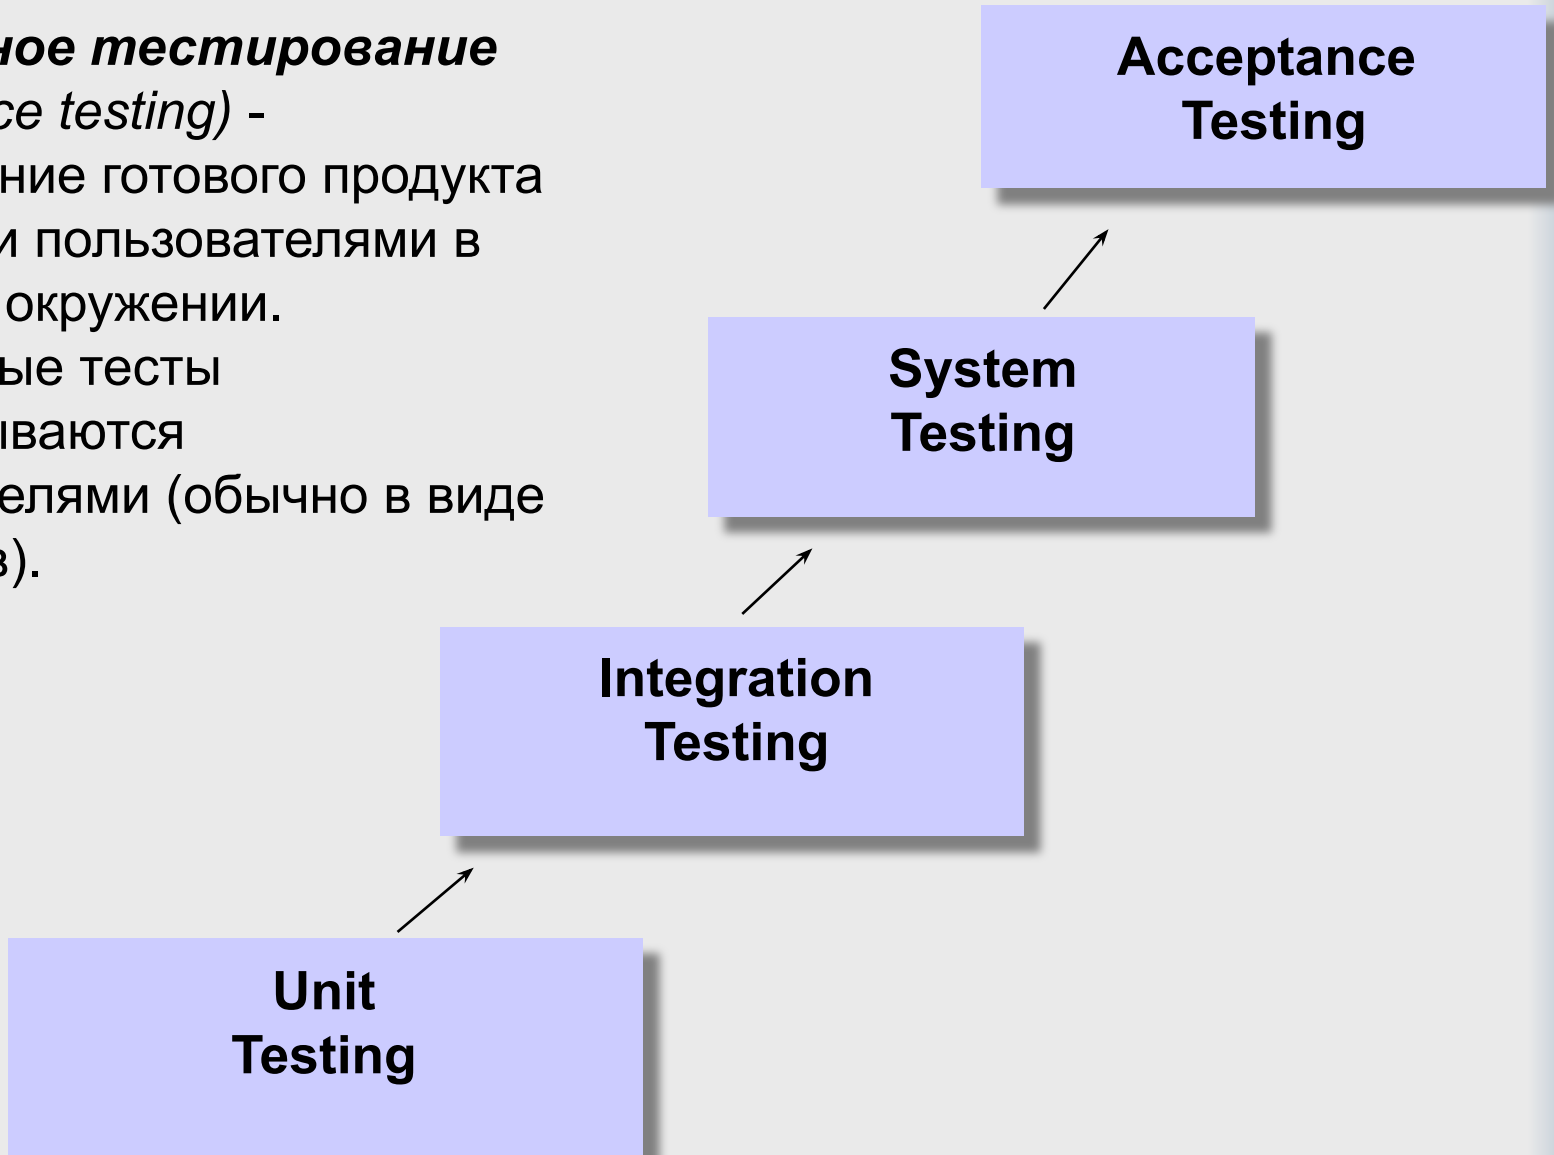 ное тестирование
ce testing) -
ние готового продукта
и пользователями в
окружении.
ые тесты
ываются
елями (обычно в виде
в).
Acceptance
Testing
System
Testing
Integration
Testing
Unit
Testing